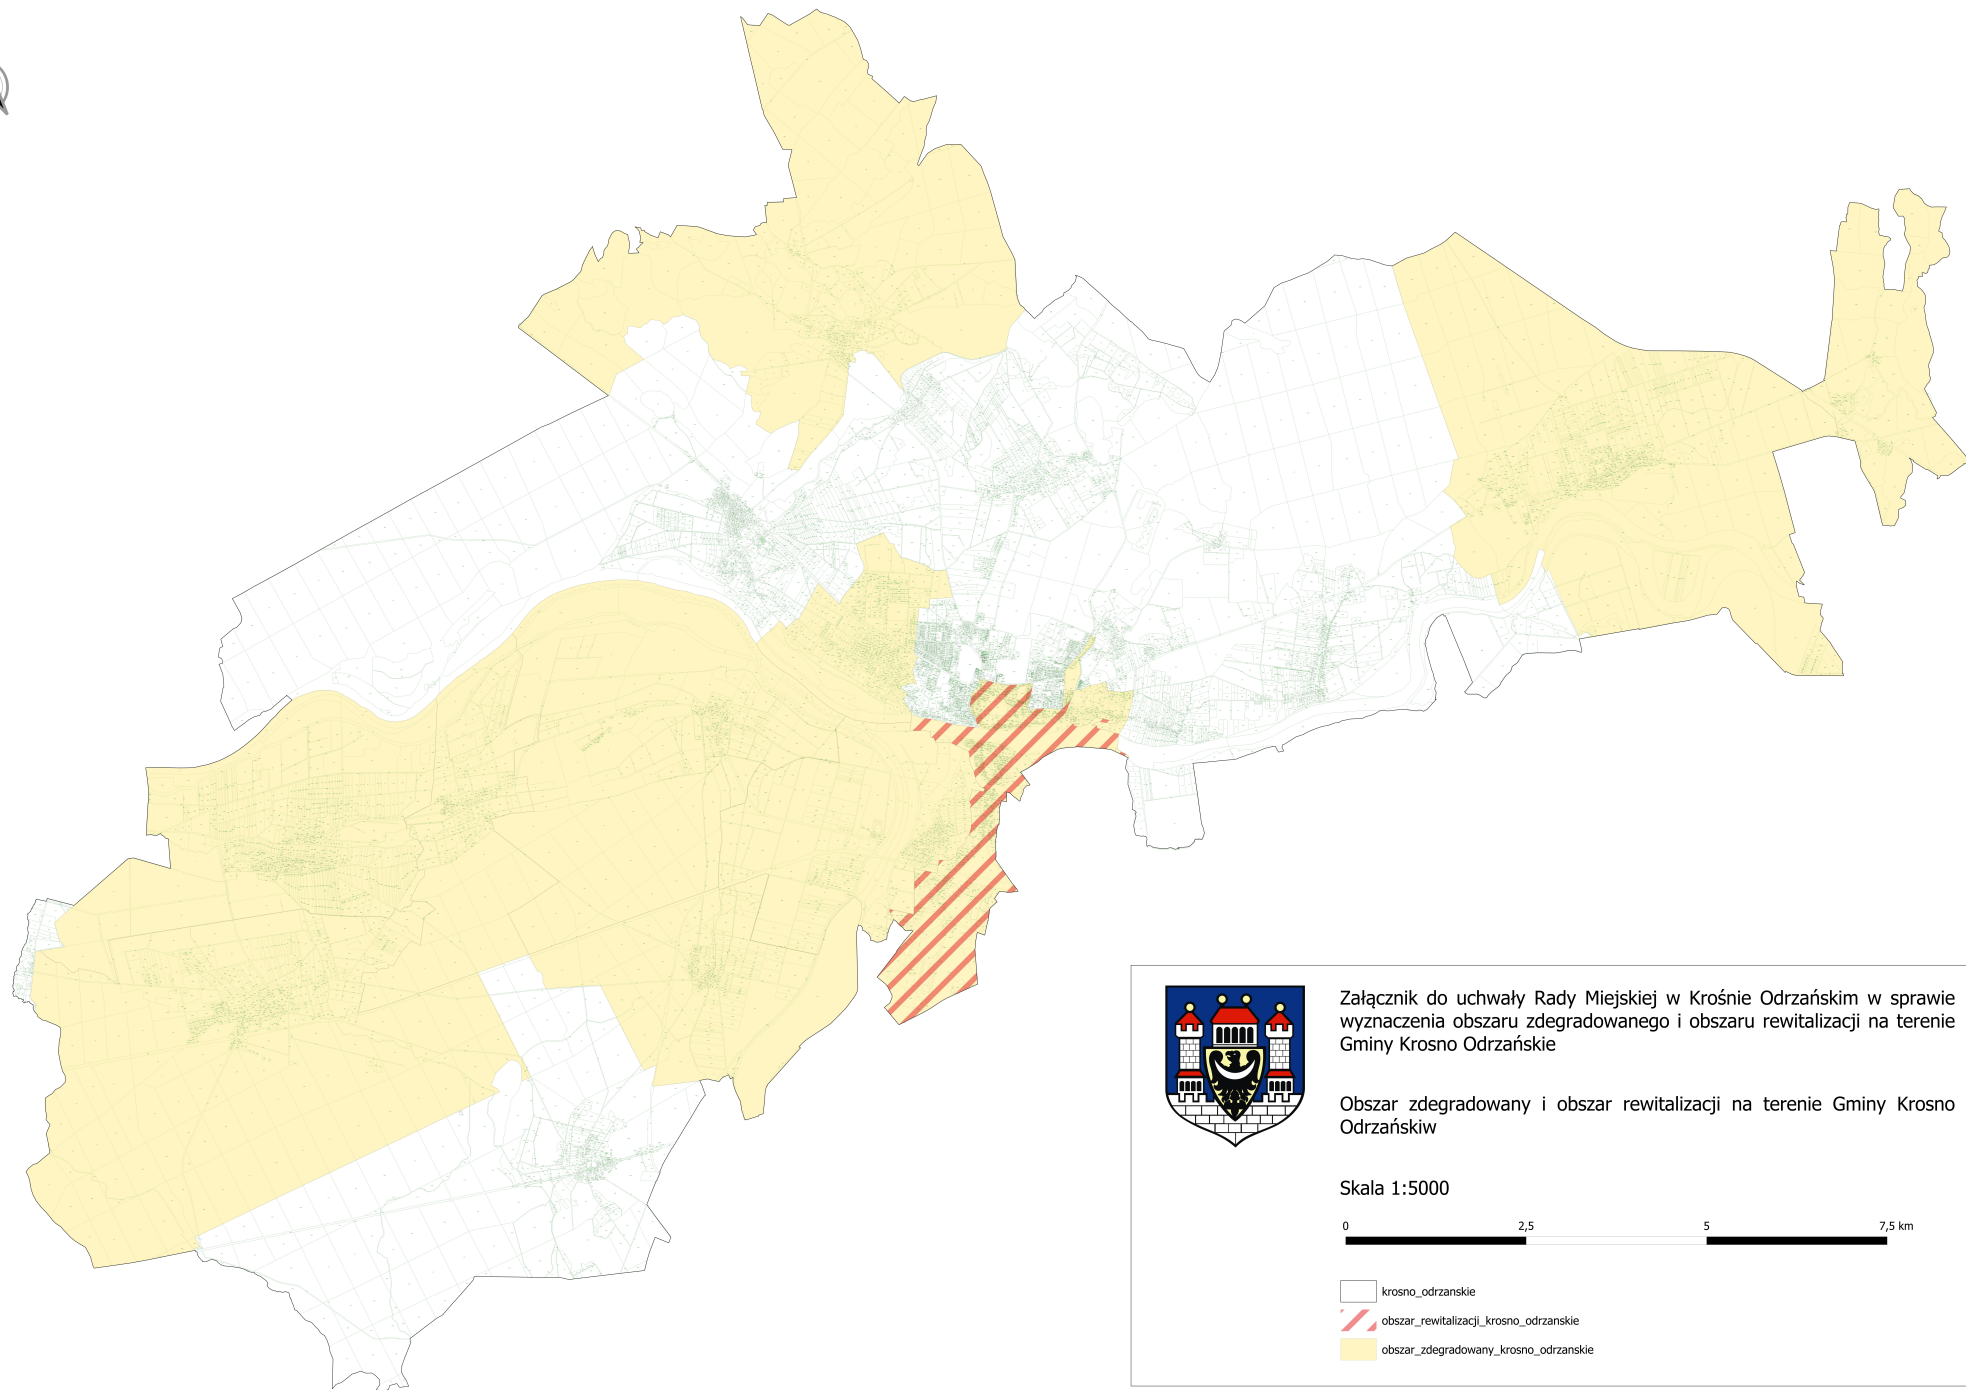 Załącznik do uchwały Rady Miejskiej w Krośnie Odrzańskim w sprawie
wyznaczenia obszaru zdegradowanego i obszaru rewitalizacji na terenie
Gminy Krosno Odrzańskie
Obszar zdegradowany i obszar rewitalizacji na terenie Gminy Krosno
Odrzańskiw
Skala 1:5000
0 2,5 5 7,5 km
krosno_odrzanskie
obszar_rewitalizacji_krosno_odrzanskie
obszar_zdegradowany_krosno_odrzanskie